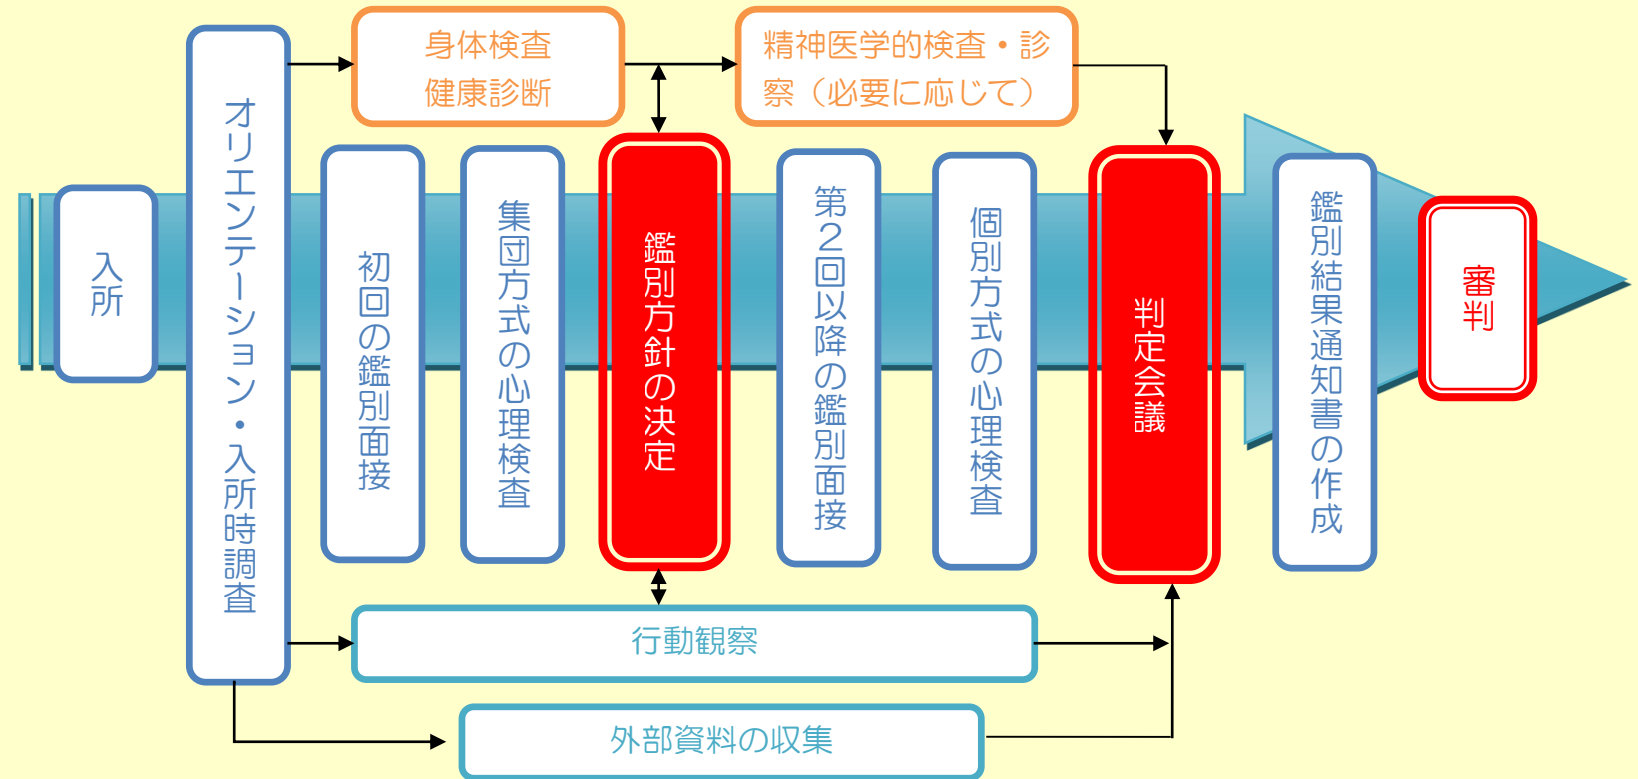 身体検査
健康診断
精神医学的検査・診
察（必要に応じて）
入所
オリエンテーション・入所時調査
初回の鑑別面接
集団方式の心理検査
鑑別方針の決定
第２回以降の鑑別面接
個別方式の心理検査
判定会議
鑑別結果通知書の作成
審判
行動観察
外部資料の収集